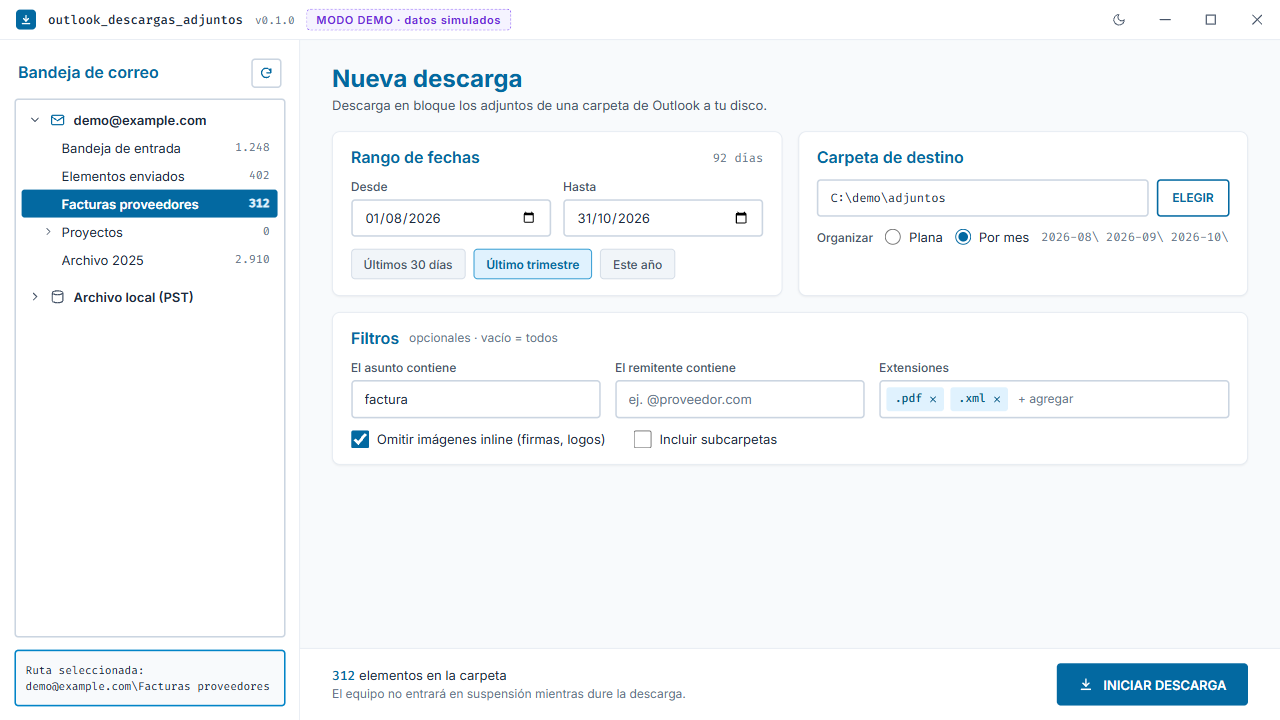 outlook_descargas_adjuntos v0.1.0 MODO DEMO · datos simulados
Bandeja de correo
demo@example.com
Bandeja de entrada 1.248
Elementos enviados 402
Facturas proveedores 312
Proyectos 0
Archivo 2025 2.910
Archivo local (PST)
Ruta seleccionada:
demo@example.com\Facturas proveedores
Nueva descarga
Descarga en bloque los adjuntos de una carpeta de Outlook a tu disco.
Rango de fechas 92 días
Desde Hasta
01/08/2026 31/10/2026
Últimos 30 días Último trimestre Este año
Carpeta de destino
C:\demo\adjuntos ELEGIR
Organizar Plana Por mes 2026-08\ 2026-09\ 2026-10\
Filtros opcionales · vacío = todos
El asunto contiene El remitente contiene Extensiones
factura ej. @proveedor.com .pdf × .xml × + agregar
Omitir imágenes inline (firmas, logos) Incluir subcarpetas
312 elementos en la carpeta
El equipo no entrará en suspensión mientras dure la descarga.
INICIAR DESCARGA